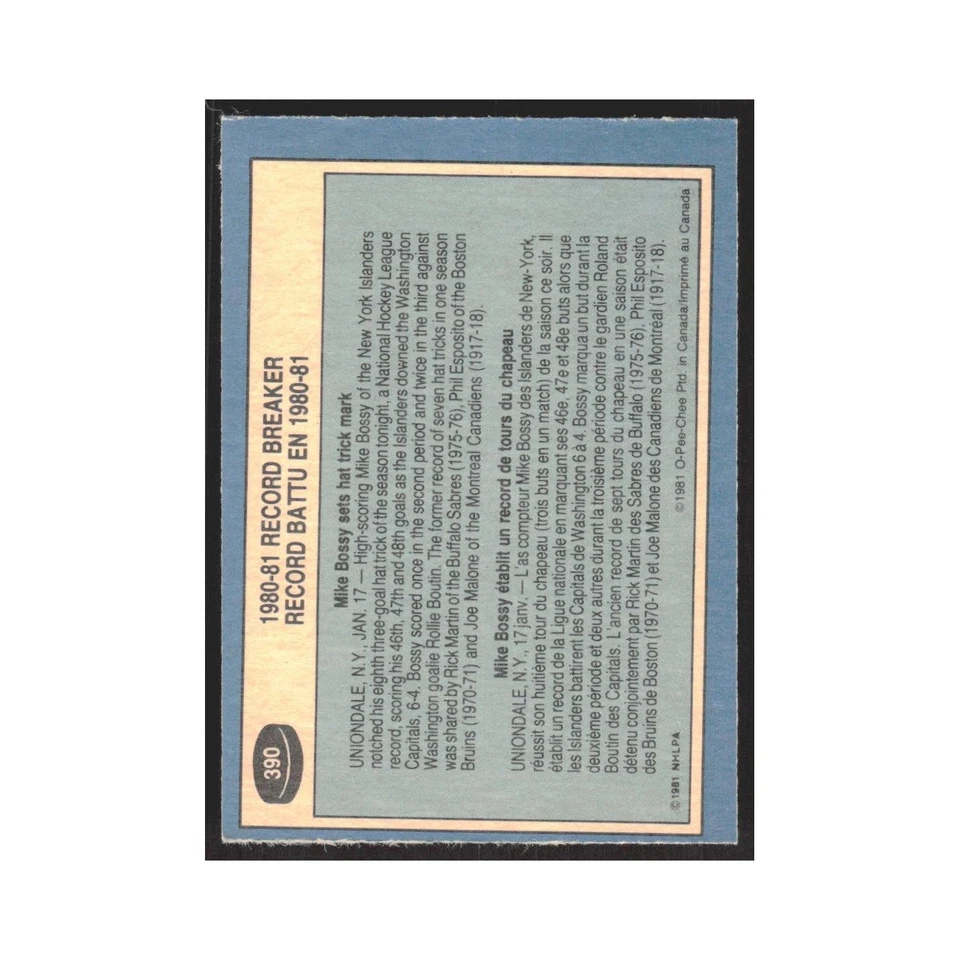 390
1980-81 RECORD BREAKER
RECORD BATTU EN 1980-81
Mike Bossy sets hat trick mark
UNIONDALE, N.Y., JAN. 17 — High-scoring Mike Bossy of the New York Islanders
notched his eighth three-goal hat trick of the season tonight, a National Hockey League
record, scoring his 46th, 47th and 48th goals as the Islanders downed the Washington
Capitals, 6-4. Bossy scored once in the second period and twice in the third against
Washington goalie Rollie Boutin. The former record of seven hat tricks in one season
was shared by Rick Martin of the Buffalo Sabres (1975-76), Phil Esposito of the Boston
Bruins (1970-71) and Joe Malone of the Montreal Canadiens (1917-18).
Mike Bossy établit un record de tours du chapeau
UNIONDALE, N.Y., 17 janv. — L'as compteur Mike Bossy des Islanders de New-York,
réussit son huitième tour du chapeau (trois buts en un match) de la saison ce soir. Il
établit un record de la Ligue nationale en marquant ses 46e, 47e et 48e buts alors que
les Islanders battirent les Capitals de Washington 6 à 4. Bossy marqua un but durant la
deuxième période et deux autres durant la troisième période contre le gardien Roland
Boutin des Capitals. L'ancien record de sept tours du chapeau en une saison était
détenu conjointement par Rick Martin des Sabres de Buffalo (1975-76), Phil Esposito
des Bruins de Boston (1970-71) et Joe Malone des Canadiens de Montréal (1917-18).
©1981 NHLPA ©1981 O-Pee-Chee Ptd. in Canada/Imprimé au Canada